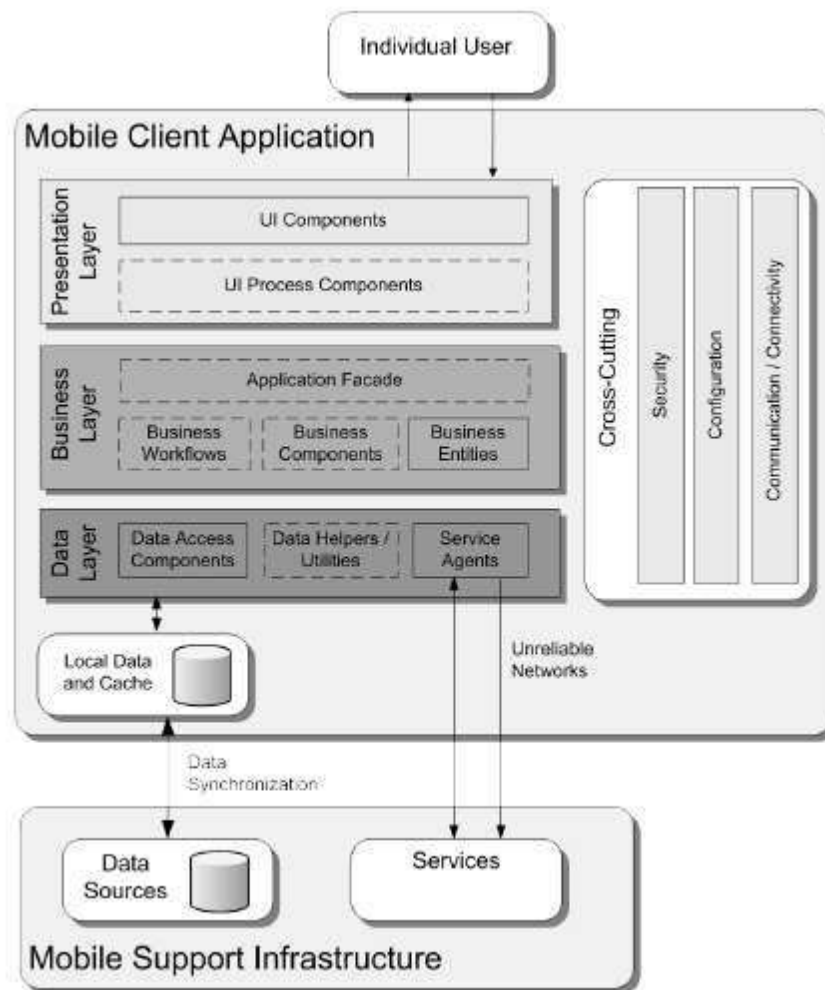 Individual User
Mobile Client Application
Presentation
Layer
UI Components
UI Process Components
Business
Layer
Application Facade
Business
Workflows
Business
Components
Business
Entities
Data
Layer
Data Access
Components
Data Helpers /
Utilities
Service
Agents
Cross-Cutting
Security
Configuration
Communication / Connectivity
Local Data
and Cache
Unreliable
Networks
Data
Synchronization
Data
Sources
Services
Mobile Support Infrastructure